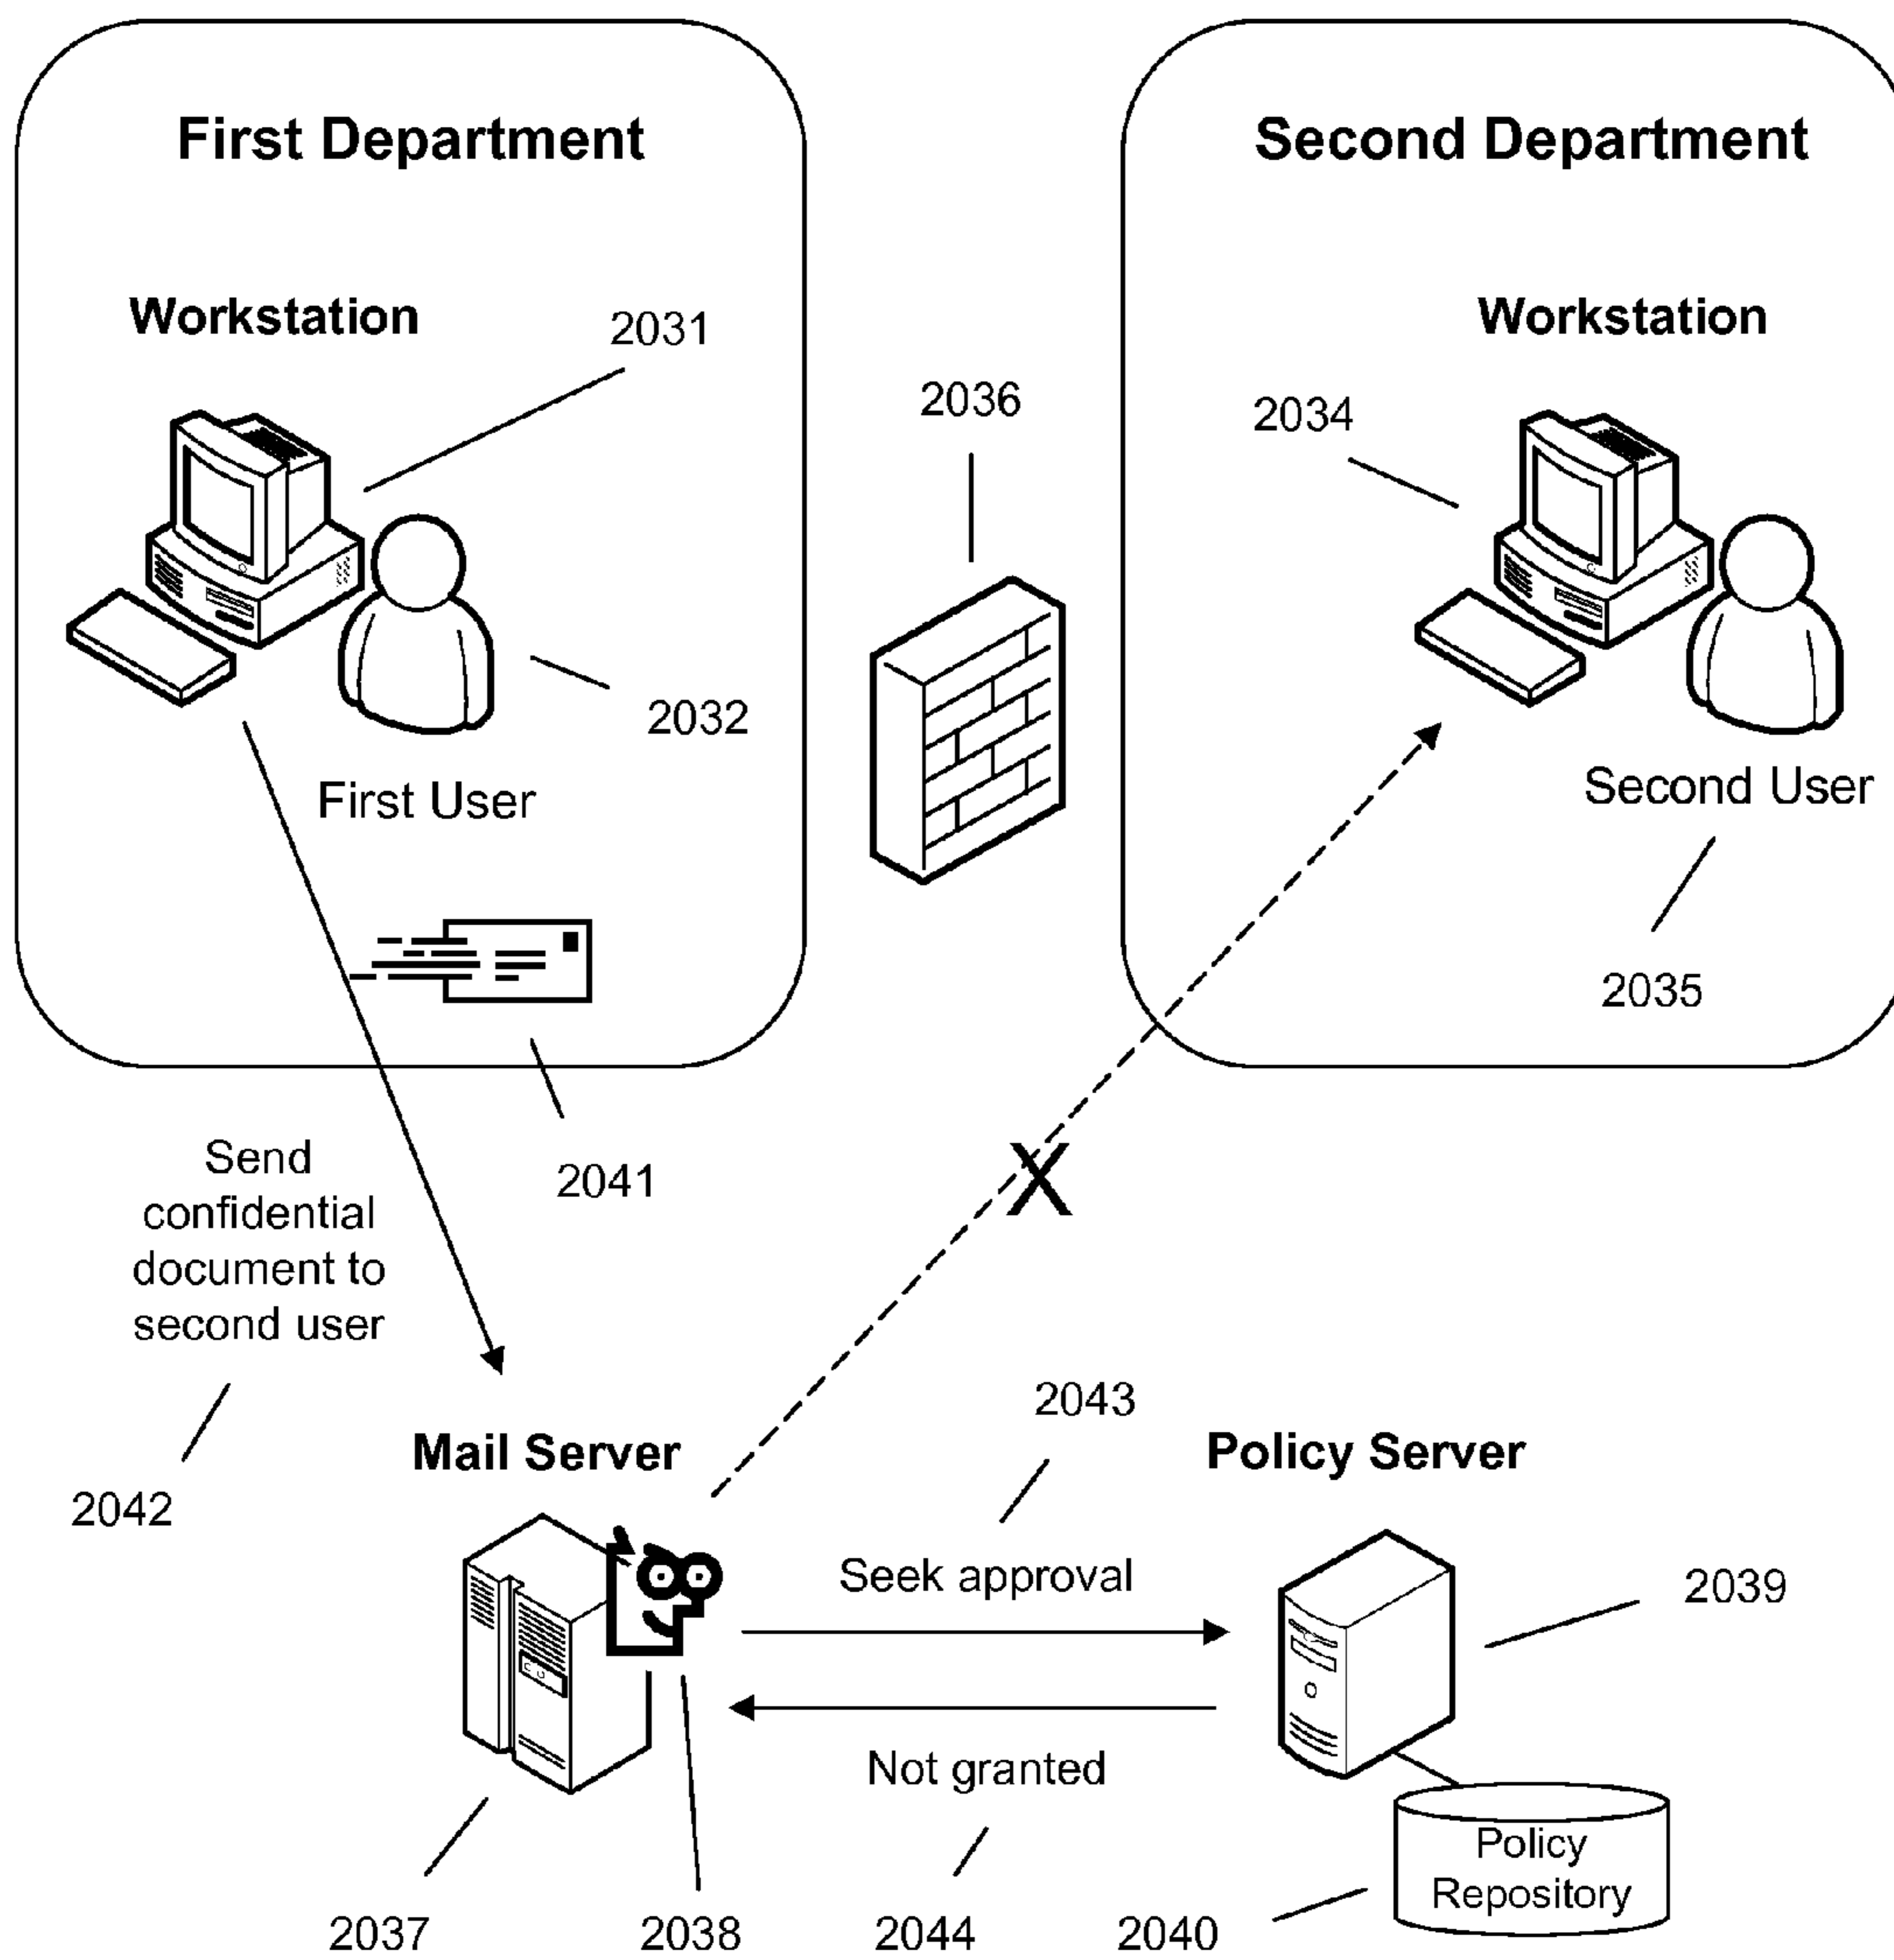 First Department
Second Department
Workstation
2031
Workstation
2036
2034
2032
First User
Second User
2035
2041
Send
confidential
document to
second user
X
2043
2042
Mail Server
Policy Server
Seek approval
2039
Not granted
Policy
Repository
2037
2038
2044
2040